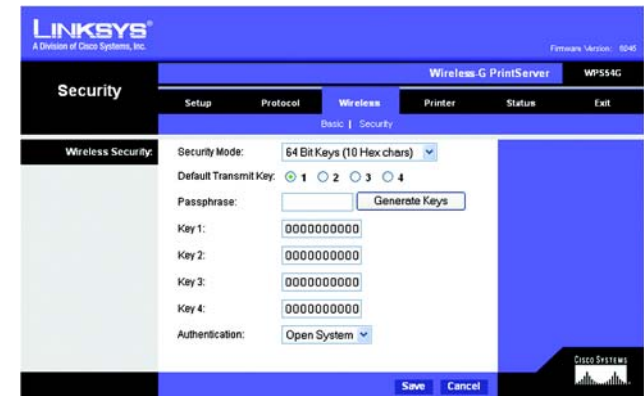 LINKSYS®
A Division of Cisco Systems, Inc.
Firmware Version: 6045
Wireless-G PrintServer WPS54G
Security
Setup Protocol Wireless Printer Status Exit
Basic | Security
Wireless Security:
Security Mode: 64 Bit Keys (10 Hex chars)
Default Transmit Key: 1 2 3 4
Passphrase: Generate Keys
Key 1: 0000000000
Key 2: 0000000000
Key 3: 0000000000
Key 4: 0000000000
Authentication: Open System
CISCO SYSTEMS
Save Cancel